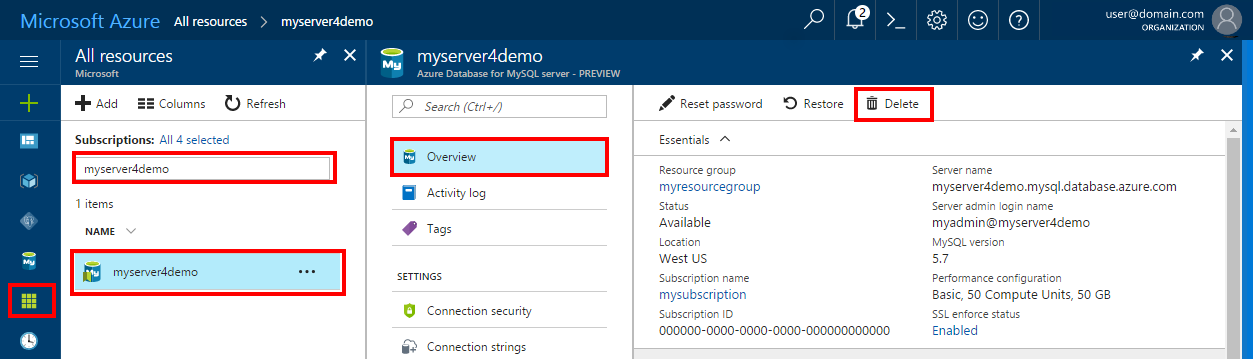 Microsoft Azure All resources > myserver4demo
2
user@domain.com
ORGANIZATION
All resources
Microsoft
Add Columns Refresh
Subscriptions: All 4 selected
myserver4demo
1 items
NAME
myserver4demo ...
myserver4demo
Azure Database for MySQL server - PREVIEW
Search (Ctrl+/)
My Overview
Activity log
Tags
SETTINGS
Connection security
Connection strings
Reset password Restore Delete
Essentials
Resource group
myresourcegroup
Status
Available
Location
West US
Subscription name
mysubscription
Subscription ID
000000-0000-0000-0000-000000000000
Server name
myserver4demo.mysql.database.azure.com
Server admin login name
myadmin@myserver4demo
MySQL version
5.7
Performance configuration
Basic, 50 Compute Units, 50 GB
SSL enforce status
Enabled